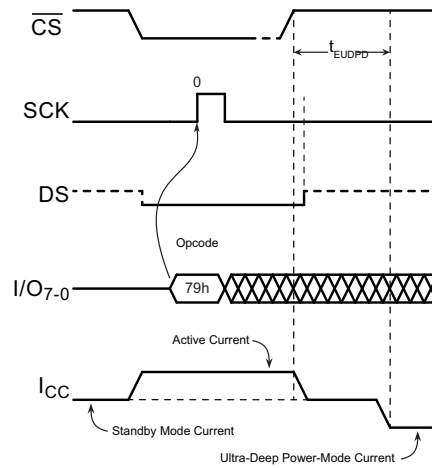 CS
tEUDPD
0
SCK
DS
Opcode
I/O7-0
79h
Active Current
ICC
Standby Mode Current
Ultra-Deep Power-Mode Current